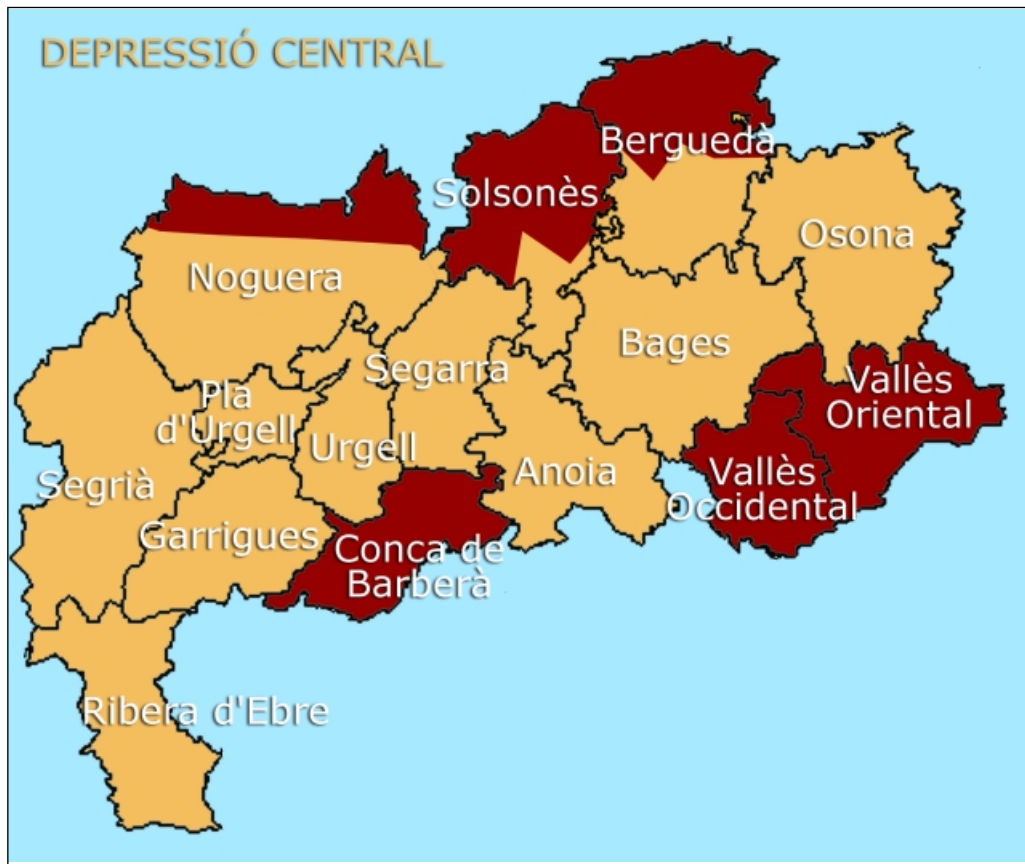 DEPRESSIÓ CENTRAL
Berguedà
Solsonès
Osona
Noguera
Bages
Segarra
Vallès
Oriental
Pla
d'Urgell
Urgell
Anoia
Vallès
Occidental
Segrià
Garrigues
Conca de
Barberà
Ribera d'Ebre